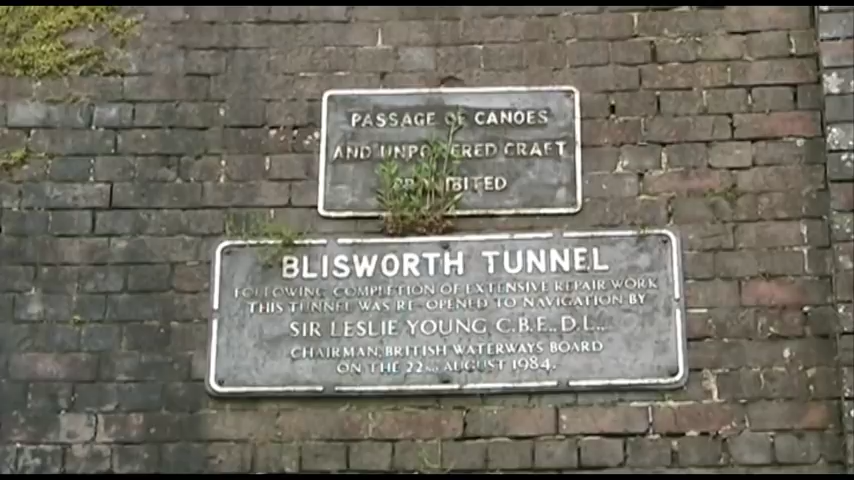 PASSAGE OF CANOES
AND UNPOWERED CRAFT
PROHIBITED
BLISWORTH TUNNEL
FOLLOWING COMPLETION OF EXTENSIVE REPAIR WORK
THIS TUNNEL WAS RE-OPENED TO NAVIGATION BY
SIR LESLIE YOUNG C.B.E., D.L.,
CHAIRMAN, BRITISH WATERWAYS BOARD
ON THE 22ND AUGUST 1984.